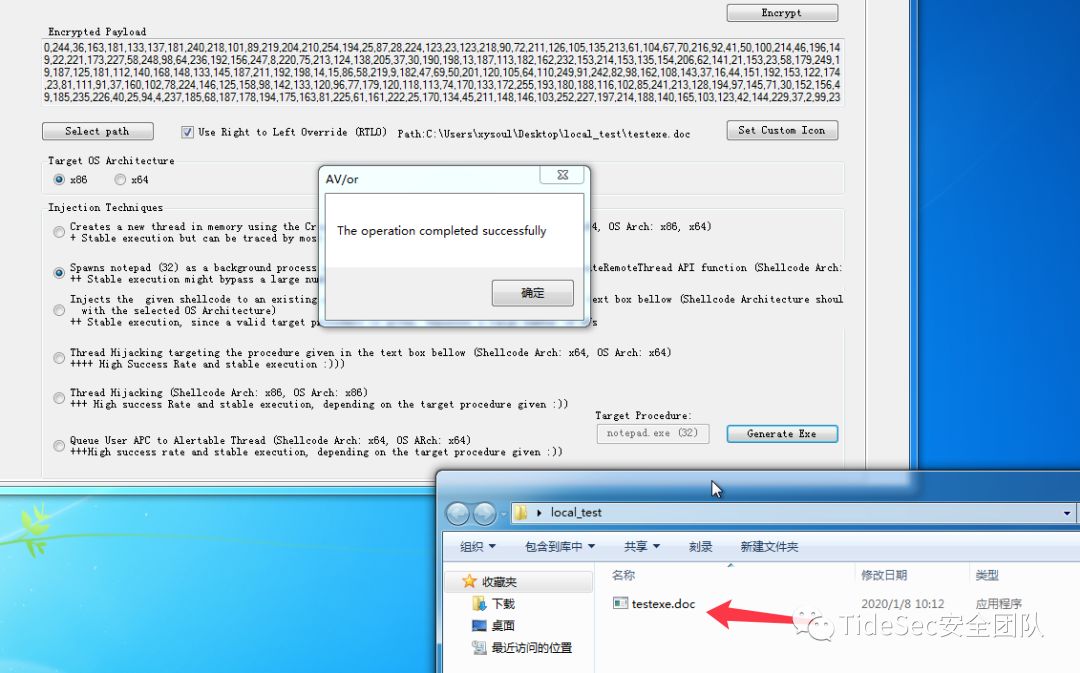 Encrypt
Encrypted Payload
0,244,36,163,181,133,137,181,240,218,101,89,219,204,210,254,194,25,87,28,224,123,23,123,218,90,72,211,126,105,135,213,61,104,67,70,216,92,41,50,100,214,46,196,14
9,22,221,173,227,58,248,98,64,236,192,156,247,8,220,75,213,124,138,205,37,30,190,198,13,187,113,182,162,232,153,214,153,135,154,206,62,141,21,153,23,58,179,249,1
9,187,125,181,112,140,168,148,133,145,187,211,192,198,14,15,86,58,219,9,182,47,69,50,201,120,105,64,110,249,91,242,82,98,162,108,143,37,16,44,151,192,153,122,174
,23,81,111,91,37,160,102,78,224,146,125,158,98,142,133,120,96,77,179,120,118,113,74,170,133,172,255,193,180,188,116,102,85,241,213,128,194,97,145,71,30,152,156,4
9,185,235,226,40,25,94,4,237,185,68,187,178,194,175,163,81,225,61,161,222,25,170,134,45,211,148,146,103,252,227,197,214,188,140,165,103,123,42,144,229,37,2,99,23
Select path
Use Right to Left Override (RTLO)
Path:C:\Users\xysoul\Desktop\local_test\testexe.doc
Set Custom Icon
Target OS Architecture
x86
x64
Injection Techniques
Creates a new thread in memory using the Cr
4, OS Arch: x86, x64)
+ Stable execution but can be traced by mos
Spawns notepad (32) as a background process
teRemoteThread API function (Shellcode Arch:
++ Stable execution might bypass a large nu
Injects the given shellcode to an existing
ext box bellow (Shellcode Architecture shoul
with the selected OS Architecture)
++ Stable execution, since a valid target
Thread Hijacking targeting the procedure given in the text box bellow (Shellcode Arch: x64, OS Arch: x64)
++++ High Success Rate and stable execution :)))
Thread Hijacking (Shellcode Arch: x86, OS Arch: x86)
+++ High success Rate and stable execution, depending on the target procedure given :))
Queue User APC to Alertable Thread (Shellcode Arch: x64, OS ARch: x64)
+++High success rate and stable execution, depending on the target procedure given :))
Target Procedure:
notepad.exe (32)
Generate Exe
AV/or
The operation completed successfully
确定
local_test
组织
包含到库中
共享
刻录
新建文件夹
收藏夹
下载
桌面
最近访问的位置
名称
修改日期
类型
testexe.doc
2020/1/8 10:12
应用程序
TideSec安全团队